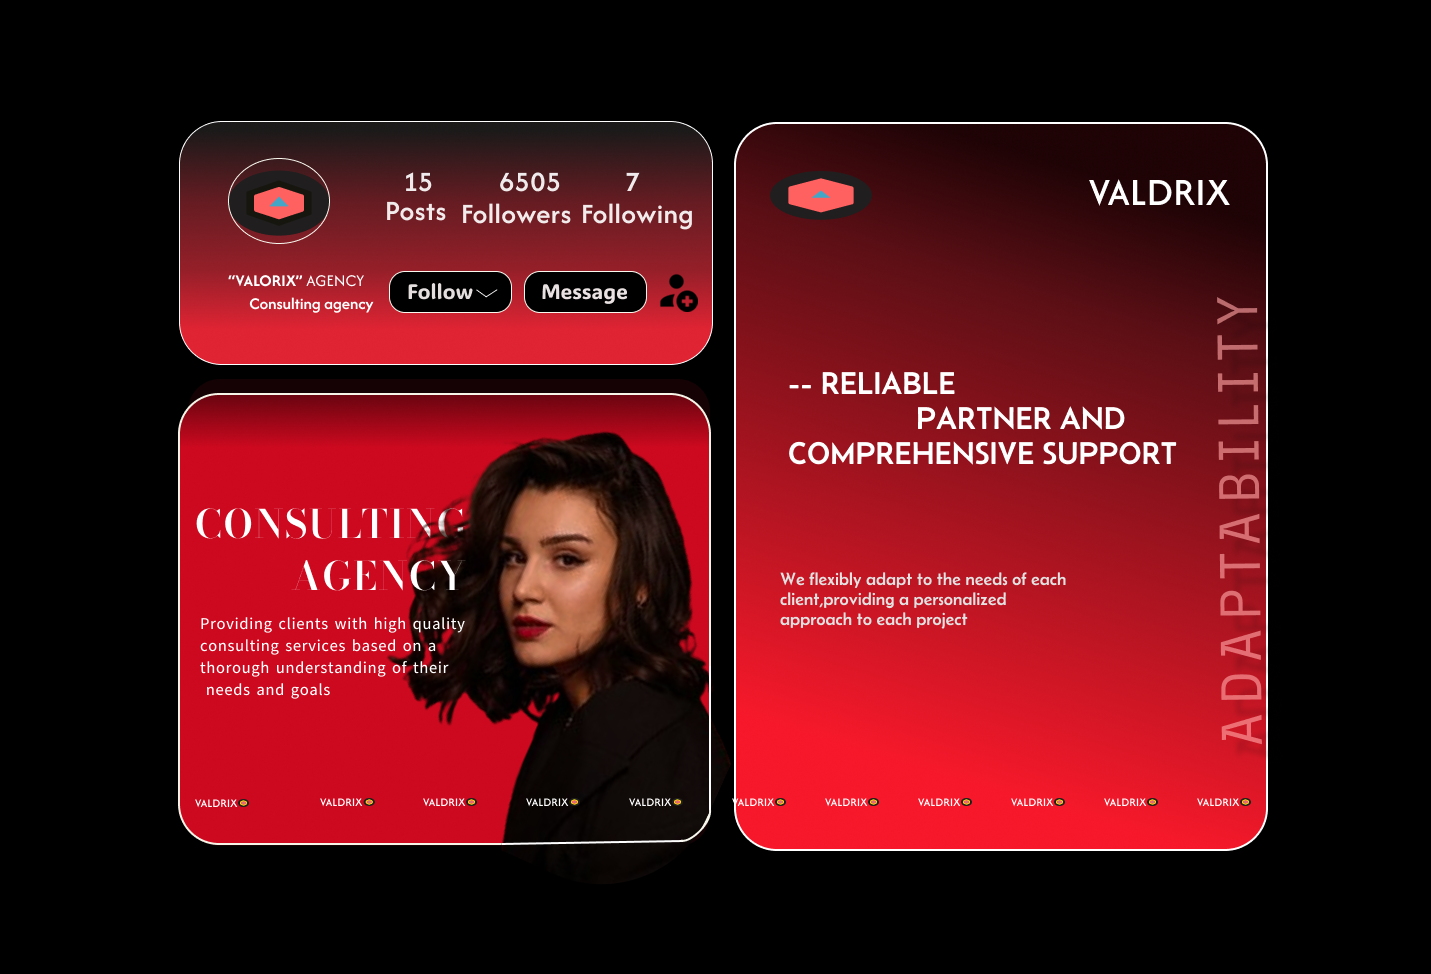 15 6505 7
Posts Followers Following
“VALORIX” AGENCY
Consulting agency
Follow
Message
CONSULTING
AGENCY
Providing clients with high quality
consulting services based on a
thorough understanding of their
needs and goals
VALDRIX VALDRIX VALDRIX VALDRIX VALDRIX
VALDRIX
-- RELIABLE
PARTNER AND
COMPREHENSIVE SUPPORT
We flexibly adapt to the needs of each
client,providing a personalized
approach to each project
ADAPTABILITY
VALDRIX VALDRIX VALDRIX VALDRIX VALDRIX VALDRIX